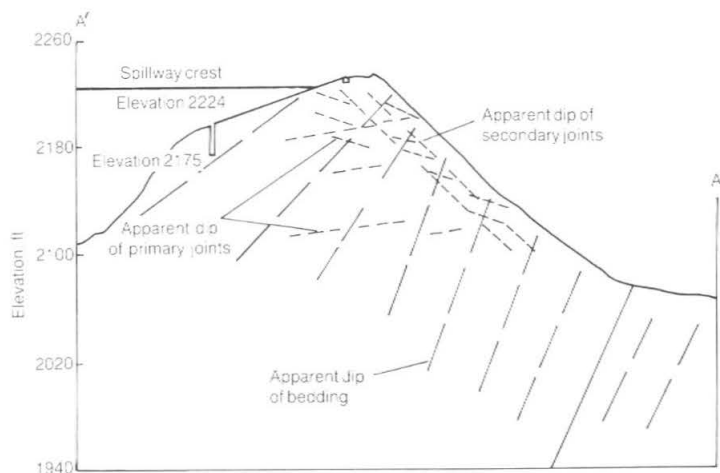 A'
2260
Spillway crest
Elevation 2224
Apparent dip of
secondary joints
2180
Elevation 2175
A
Apparent dip
of primary joints
2100
Elevation, ft
2020
Apparent dip
of bedding
1940